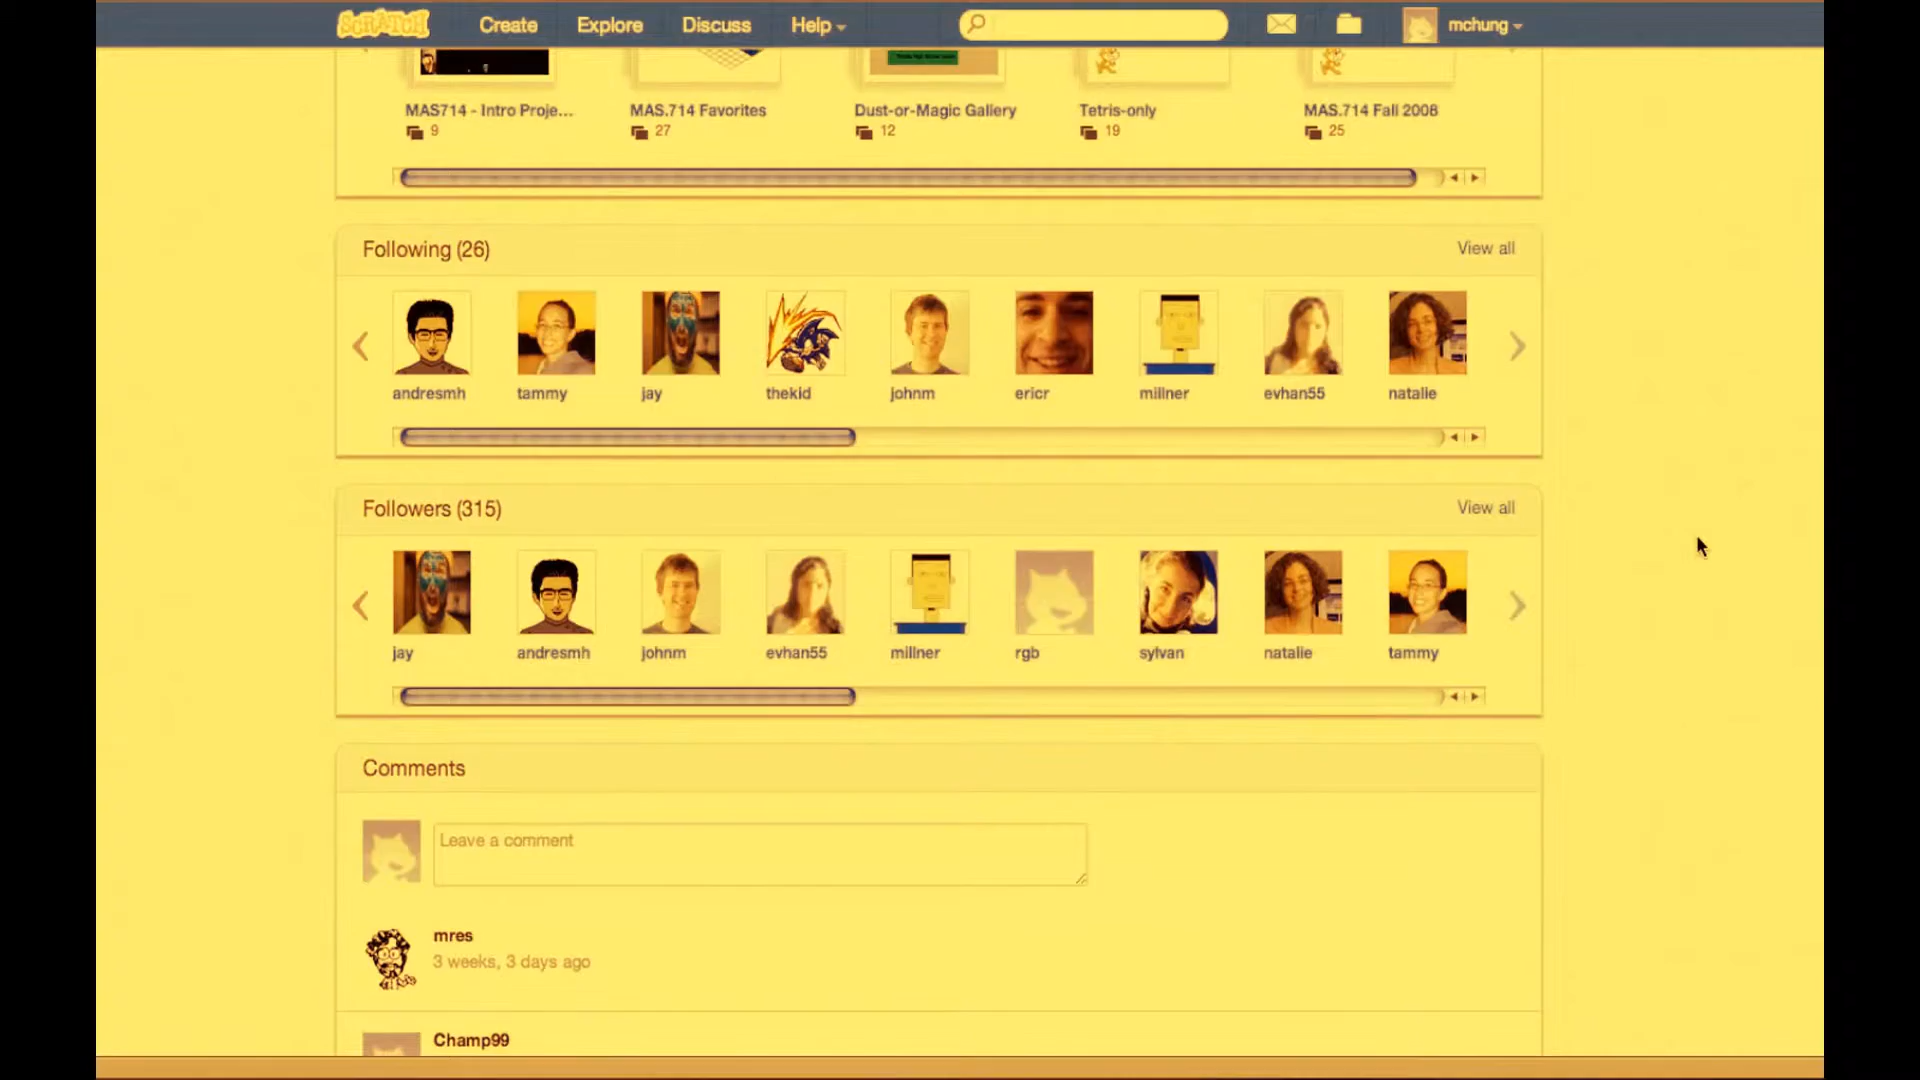 SCRATCH Create Explore Discuss Help mchung
MAS714 - Intro Proje... MAS.714 Favorites Dust-or-Magic Gallery Tetris-only MAS.714 Fall 2008
9 27 12 19 25
Following (26) View all
andresmh tammy jay thekid johnm ericr millner evhan55 natalie
Followers (315) View all
jay andresmh johnm evhan55 millner rgb sylvan natalie tammy
Comments
Leave a comment
mres
3 weeks, 3 days ago
Champ99